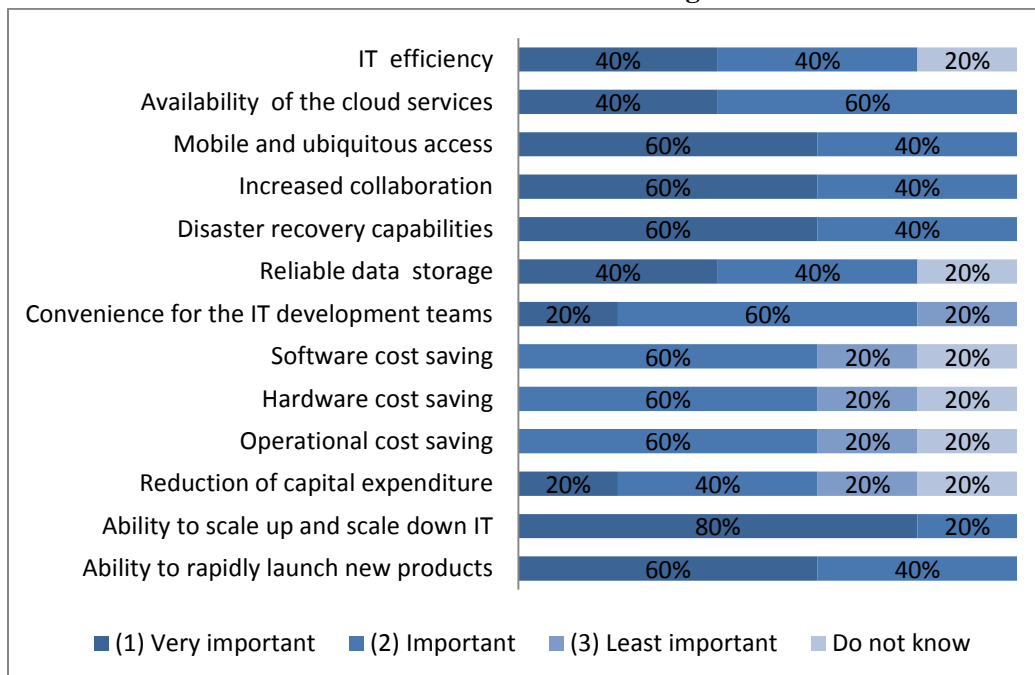 IT efficiency 40% 40% 20%
Availability of the cloud services 40% 60%
Mobile and ubiquitous access 60% 40%
Increased collaboration 60% 40%
Disaster recovery capabilities 60% 40%
Reliable data storage 40% 40% 20%
Convenience for the IT development teams 20% 60% 20%
Software cost saving 60% 20% 20%
Hardware cost saving 60% 20% 20%
Operational cost saving 60% 20% 20%
Reduction of capital expenditure 20% 40% 20% 20%
Ability to scale up and scale down IT 80% 20%
Ability to rapidly launch new products 60% 40%
(1) Very important (2) Important (3) Least important Do not know